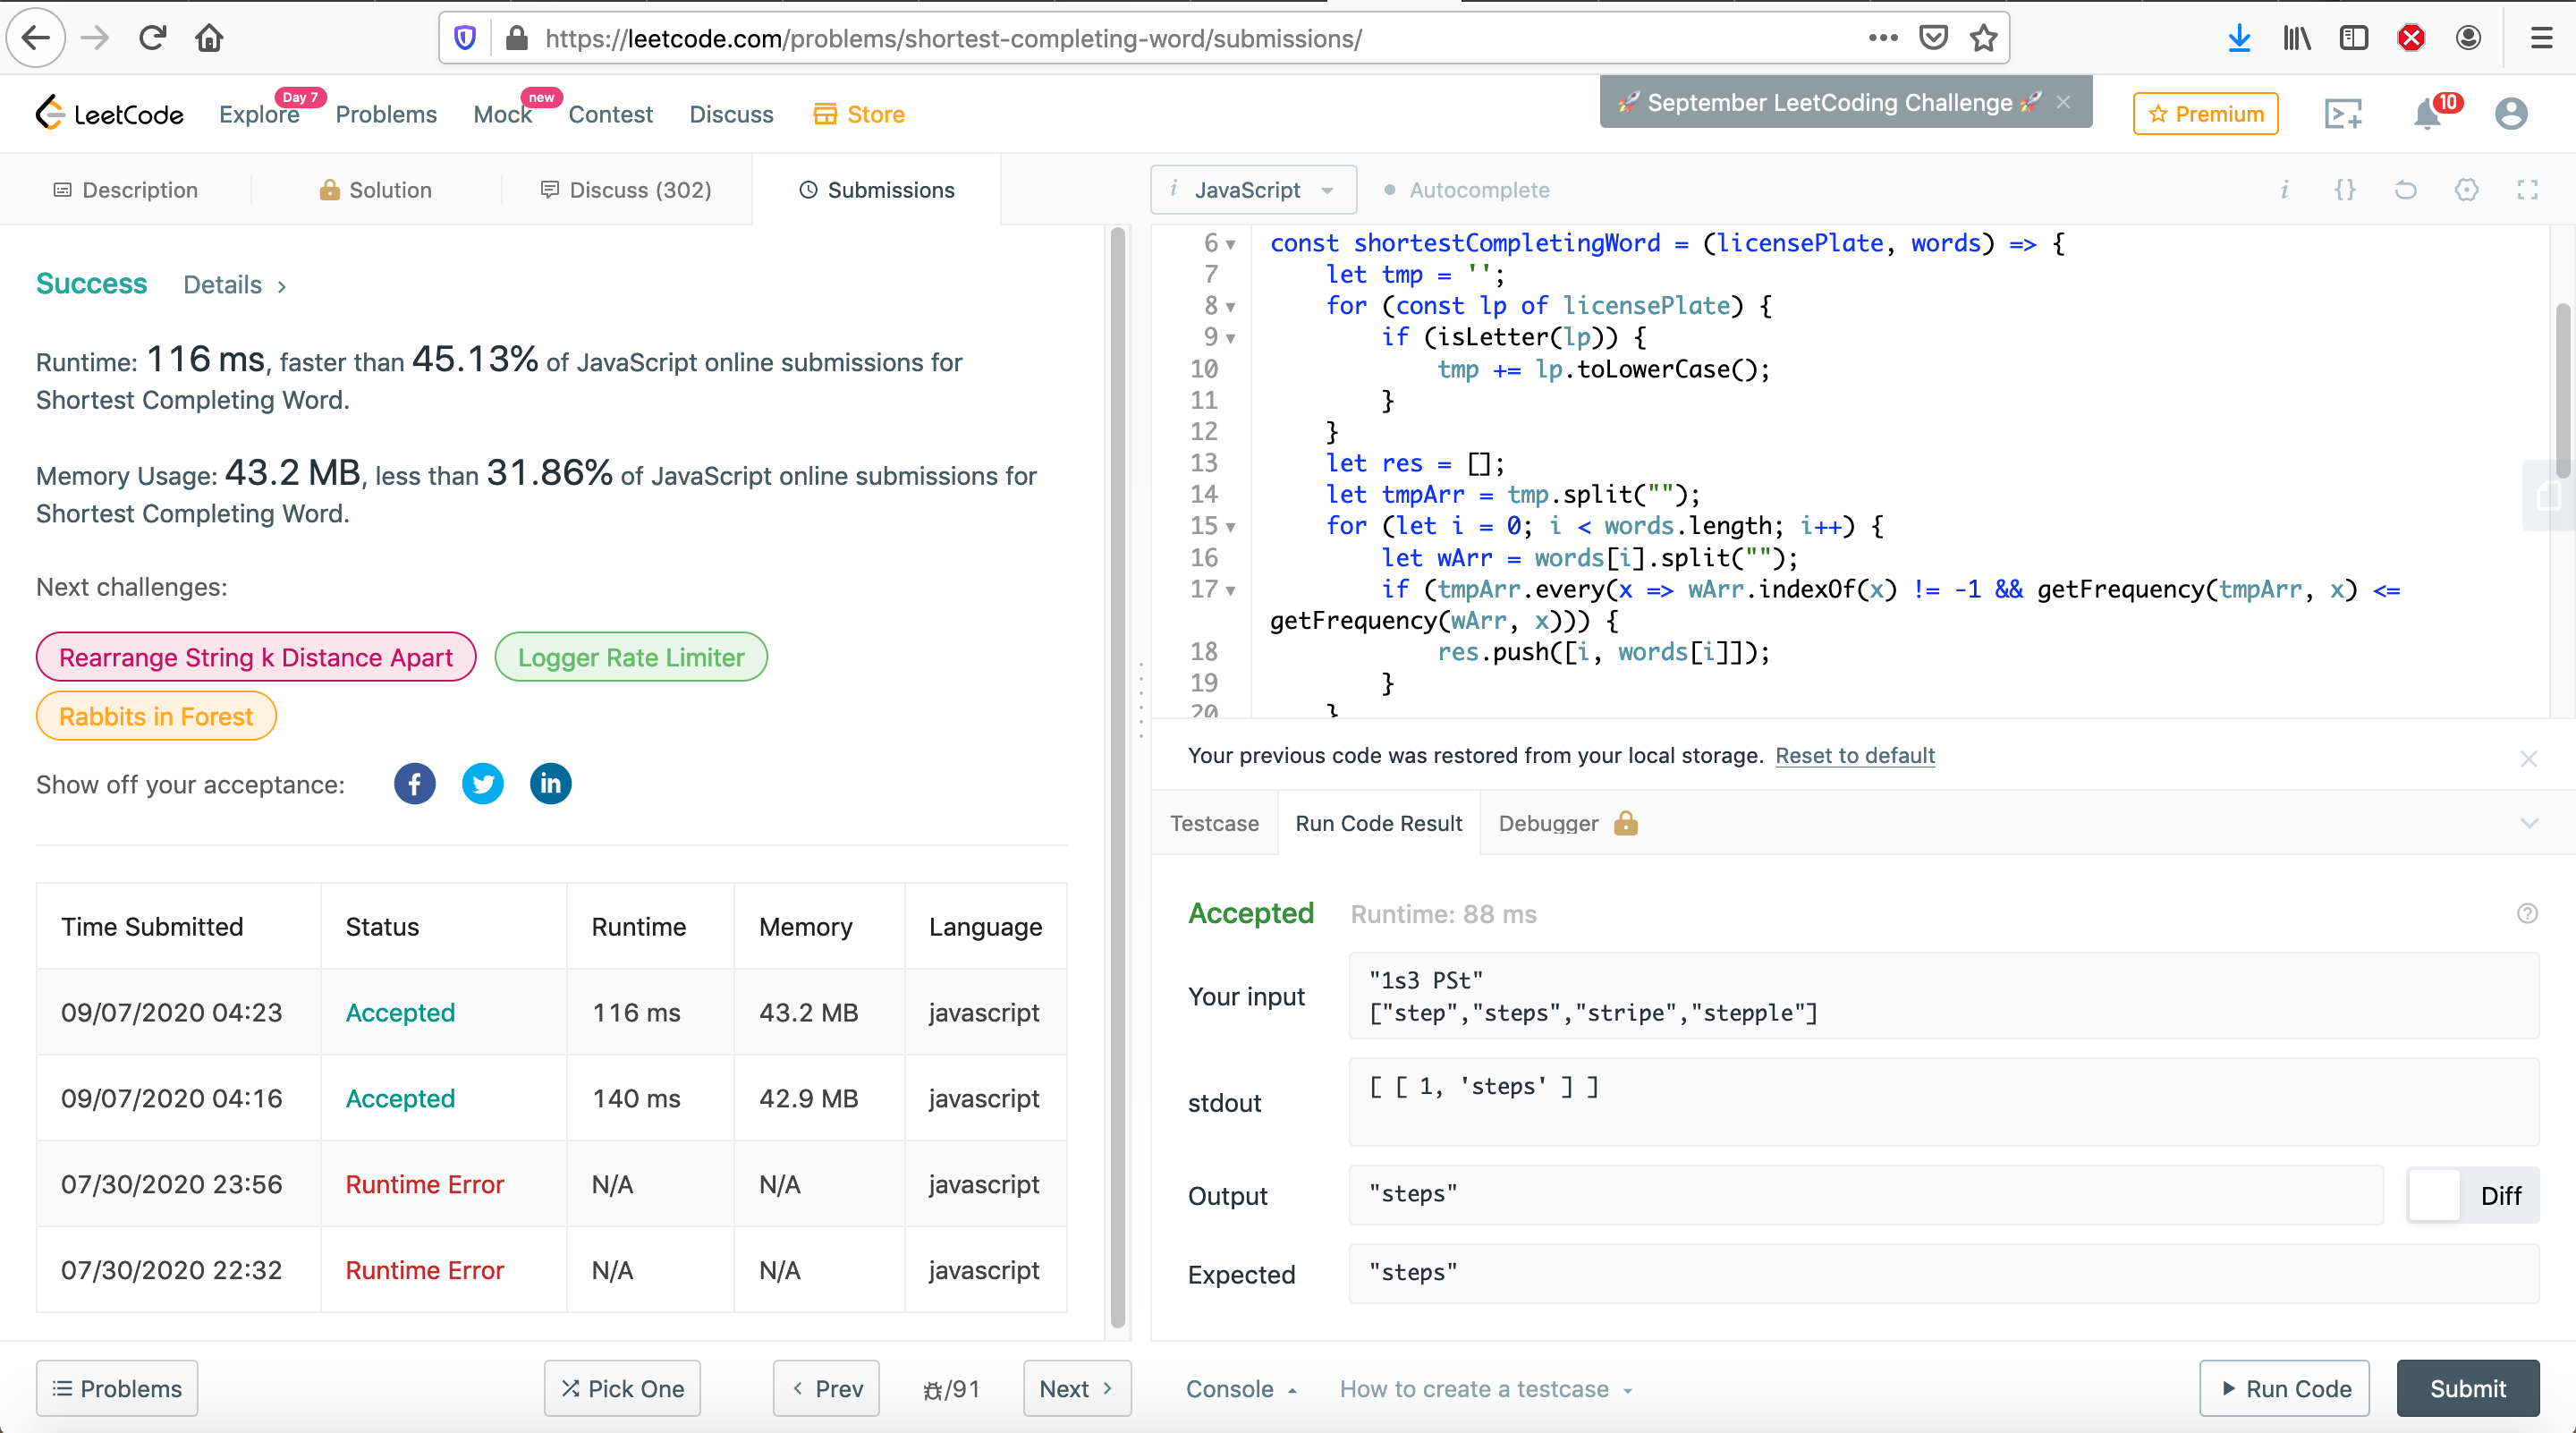 https://leetcode.com/problems/shortest-completing-word/submissions/
LeetCode Explore Day 7 Problems Mock new Contest Discuss Store
🚀 September LeetCoding Challenge 🚀 ×
Premium 10
Description Solution Discuss (302) Submissions
Success Details >
Runtime: 116 ms, faster than 45.13% of JavaScript online submissions for
Shortest Completing Word.
Memory Usage: 43.2 MB, less than 31.86% of JavaScript online submissions for
Shortest Completing Word.
Next challenges:
Rearrange String k Distance Apart Logger Rate Limiter
Rabbits in Forest
Show off your acceptance:
Time Submitted Status Runtime Memory Language
09/07/2020 04:23 Accepted 116 ms 43.2 MB javascript
09/07/2020 04:16 Accepted 140 ms 42.9 MB javascript
07/30/2020 23:56 Runtime Error N/A N/A javascript
07/30/2020 22:32 Runtime Error N/A N/A javascript
Problems Pick One < Prev /91 Next >
i JavaScript Autocomplete i {}
6 const shortestCompletingWord = (licensePlate, words) => {
7 let tmp = '';
8 for (const lp of licensePlate) {
9 if (isLetter(lp)) {
10 tmp += lp.toLowerCase();
11 }
12 }
13 let res = [];
14 let tmpArr = tmp.split("");
15 for (let i = 0; i < words.length; i++) {
16 let wArr = words[i].split("");
17 if (tmpArr.every(x => wArr.indexOf(x) != -1 && getFrequency(tmpArr, x) <=
getFrequency(wArr, x))) {
18 res.push([i, words[i]]);
19 }
20 }
Your previous code was restored from your local storage. Reset to default
Testcase Run Code Result Debugger
Accepted Runtime: 88 ms
Your input
"1s3 PSt"
["step","steps","stripe","stepple"]
stdout
[ [ 1, 'steps' ] ]
Output
"steps"
Diff
Expected
"steps"
Console How to create a testcase Run Code Submit